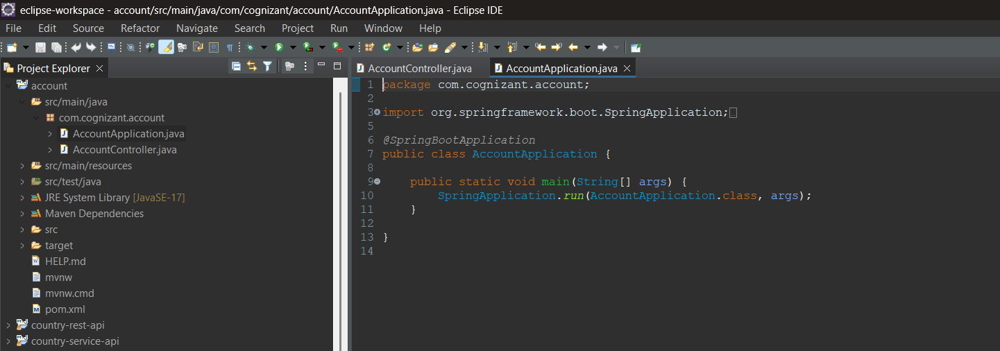 eclipse-workspace - account/src/main/java/com/cognizant/account/AccountApplication.java - Eclipse IDE
File Edit Source Refactor Navigate Search Project Run Window Help
Project Explorer
account
src/main/java
com.cognizant.account
AccountApplication.java
AccountController.java
src/main/resources
src/test/java
JRE System Library [JavaSE-17]
Maven Dependencies
src
target
HELP.md
mvnw
mvnw.cmd
pom.xml
country-rest-api
country-service-api
AccountController.java AccountApplication.java
1 package com.cognizant.account;
2
3 import org.springframework.boot.SpringApplication;
5
6 @SpringBootApplication
7 public class AccountApplication {
8
9 public static void main(String[] args) {
10 SpringApplication.run(AccountApplication.class, args);
11 }
12
13 }
14